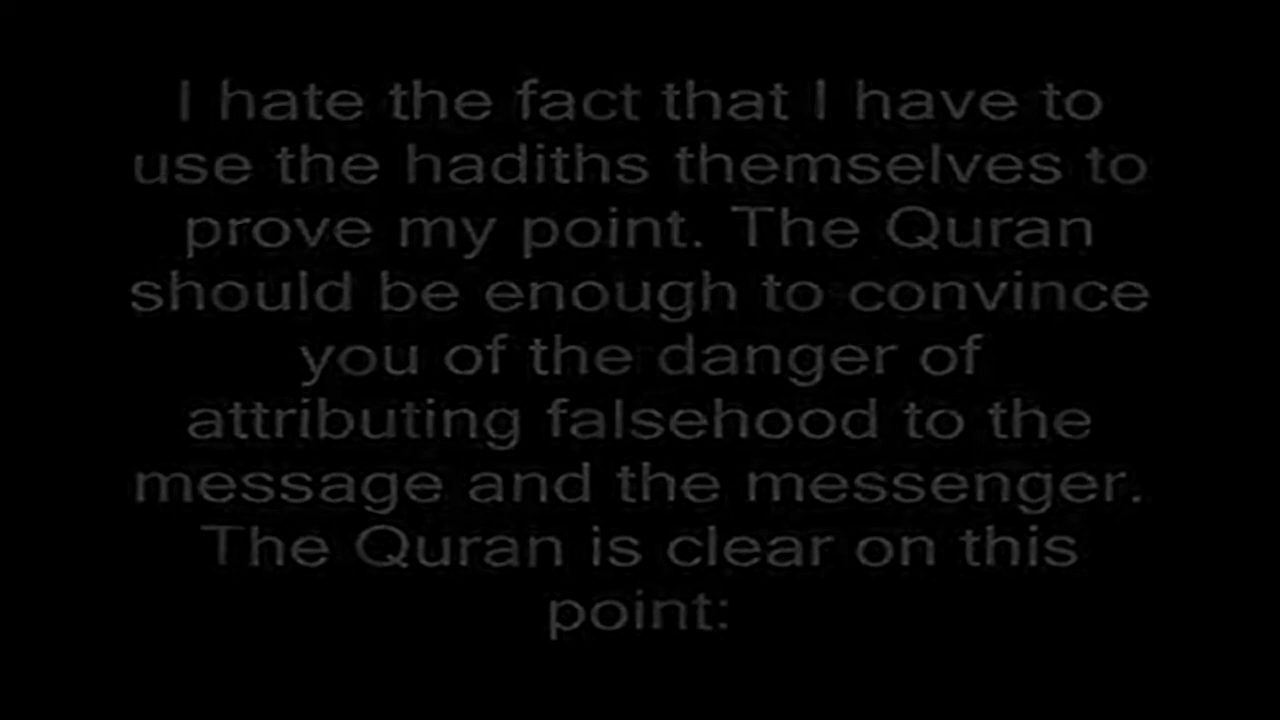 I hate the fact that I have to
use the hadiths themselves to
prove my point. The Quran
should be enough to convince
you of the danger of
attributing falsehood to the
message and the messenger.
The Quran is clear on this
point: